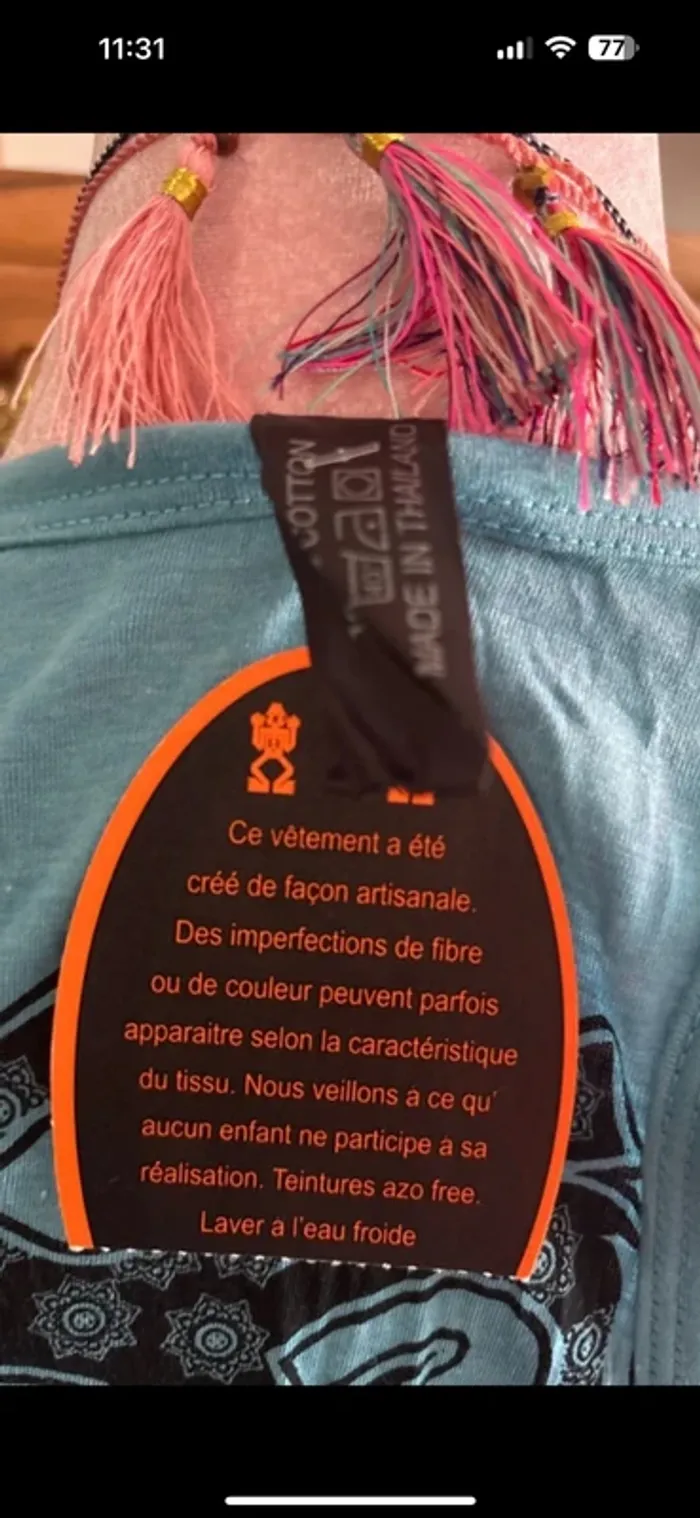 11:31
77
COTTON
MADE IN THAILAND
Ce vêtement a été
créé de façon artisanale.
Des imperfections de fibre
ou de couleur peuvent parfois
apparaitre selon la caractéristique
du tissu. Nous veillons à ce qu'
aucun enfant ne participe à sa
réalisation. Teintures azo free.
Laver à l'eau froide